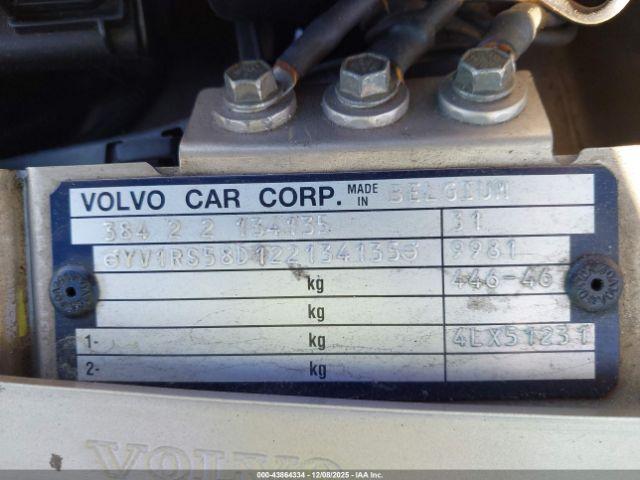 VOLVO CAR CORP. MADE IN BELGIUM
384 2 2 134135 31
YV1RS58D122134135 9981
kg 446-46
kg
1- kg 4LX51231
2- kg
VOLVO
000-43864334 | 12/08/2025 - IAA Inc.